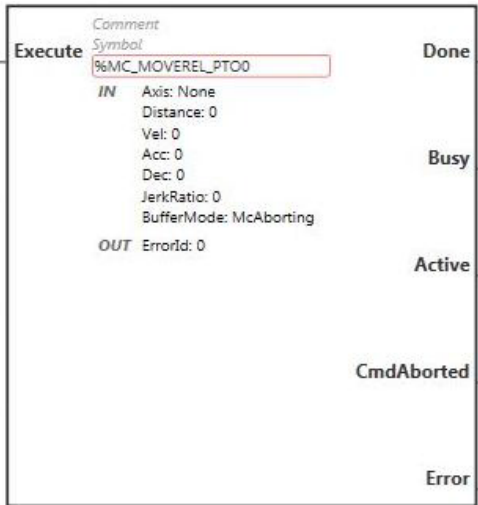 Comment
Execute Symbol Done
%MC_MOVEREL_PTO0
IN Axis: None
Distance: 0
Vel: 0
Acc: 0 Busy
Dec: 0
JerkRatio: 0
BufferMode: McAborting
OUT ErrorId: 0
Active
CmdAborted
Error